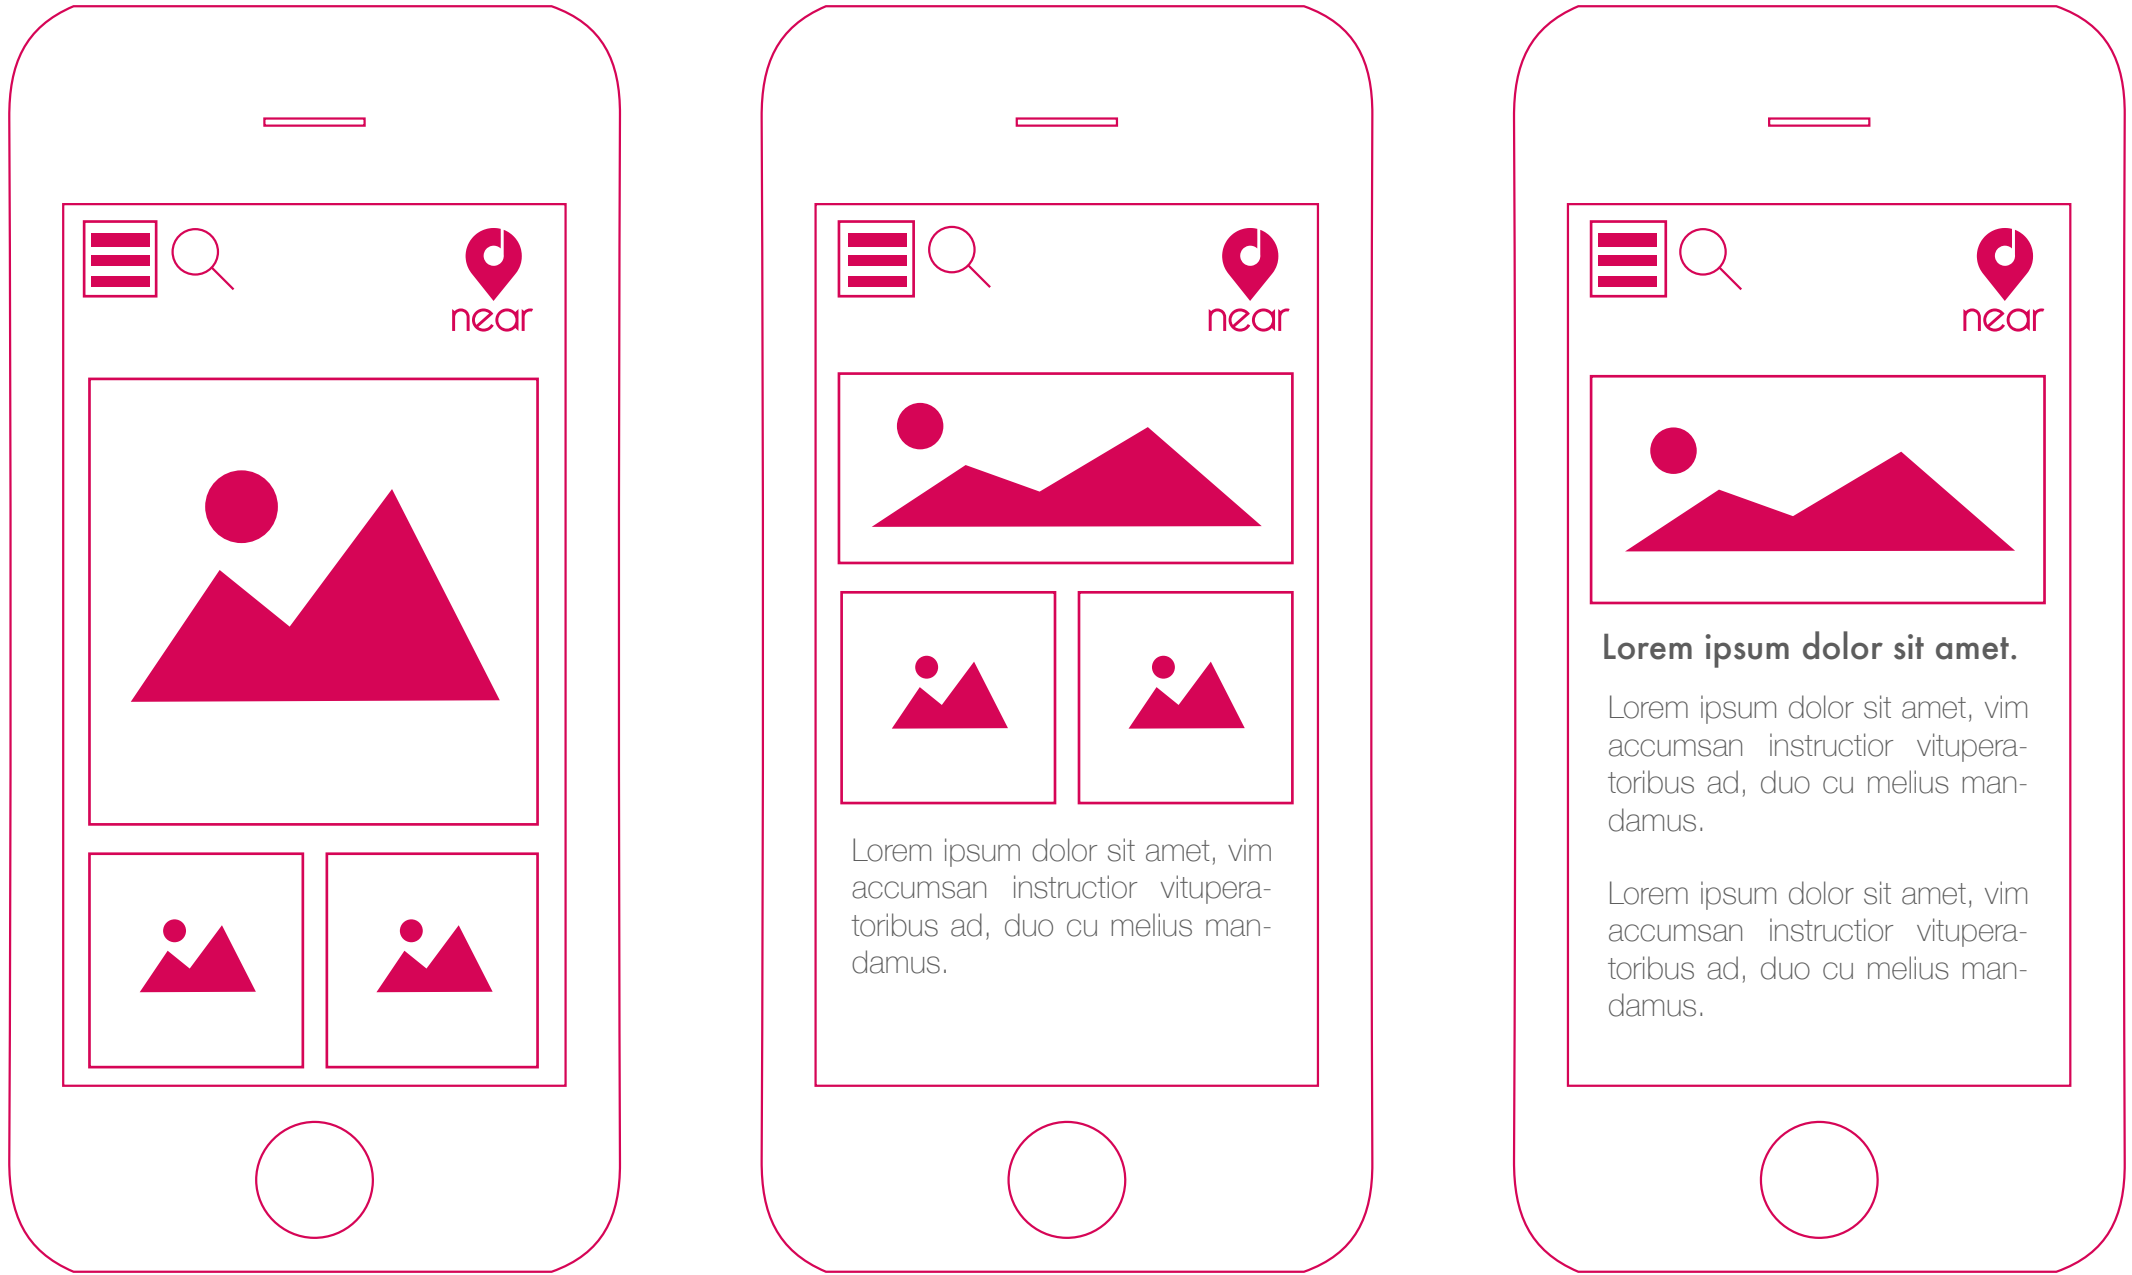 near
near
Lorem ipsum dolor sit amet, vim
accumsan instructior vitupera-
toribus ad, duo cu melius man-
damus.
near
Lorem ipsum dolor sit amet.
Lorem ipsum dolor sit amet, vim
accumsan instructior vitupera-
toribus ad, duo cu melius man-
damus.
Lorem ipsum dolor sit amet, vim
accumsan instructior vitupera-
toribus ad, duo cu melius man-
damus.